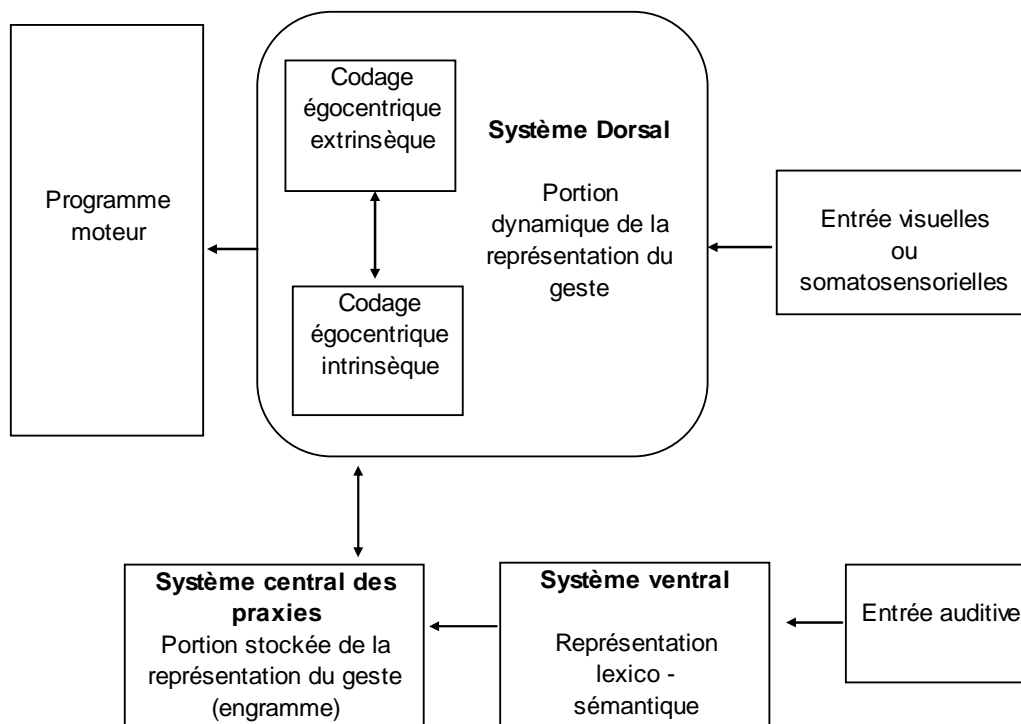 Programme
moteur
Codage
égocentrique
extrinsèque
Codage
égocentrique
intrinsèque
Système Dorsal
Portion
dynamique de la
représentation du
geste
Entrée visuelles
ou
somatosensorielles
Système central des
praxies
Portion stockée de la
représentation du geste
(engramme)
Système ventral
Représentation
lexico -
sémantique
Entrée auditive